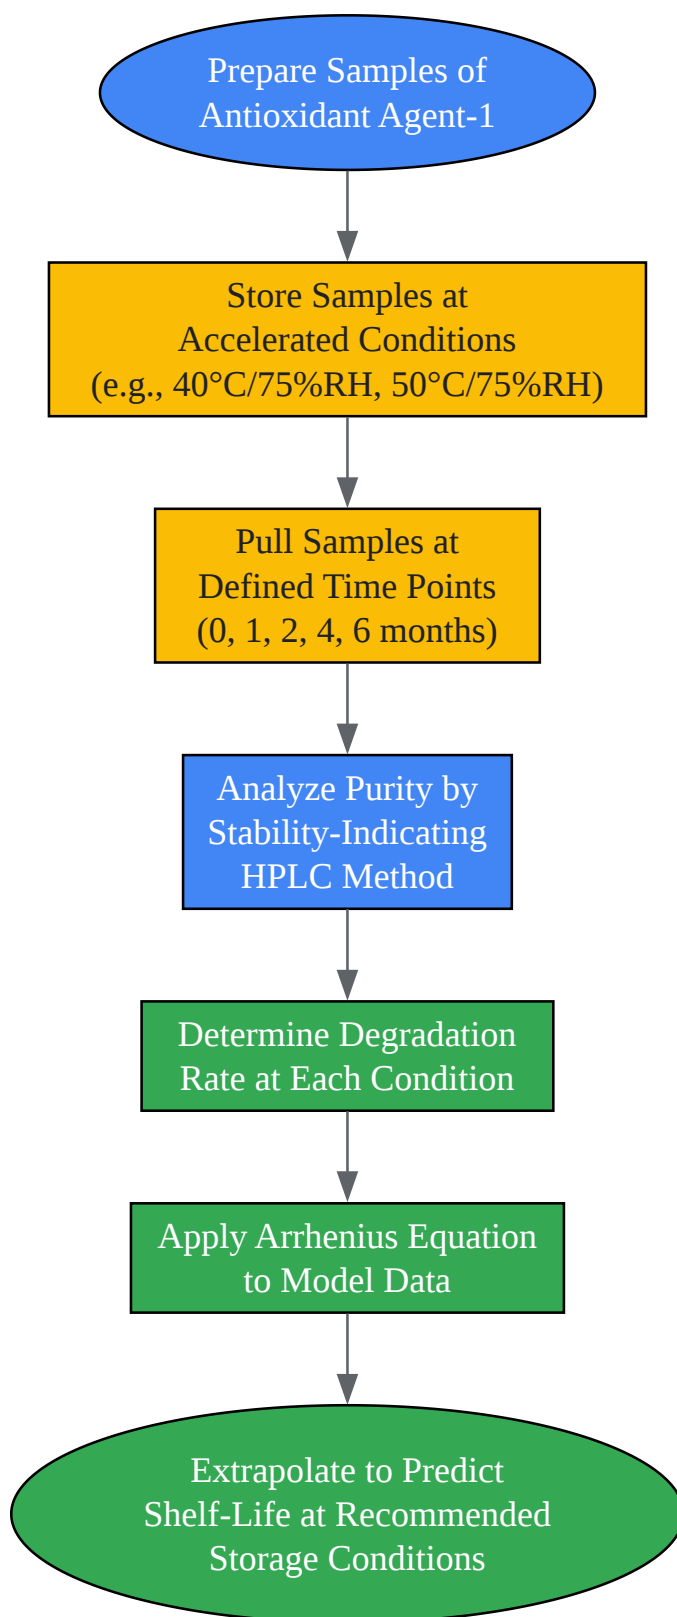 Prepare Samples of
Antioxidant Agent-1
Store Samples at
Accelerated Conditions
(e.g., 40°C/75%RH, 50°C/75%RH)
Pull Samples at
Defined Time Points
(0, 1, 2, 4, 6 months)
Analyze Purity by
Stability-Indicating
HPLC Method
Determine Degradation
Rate at Each Condition
Apply Arrhenius Equation
to Model Data
Extrapolate to Predict
Shelf-Life at Recommended
Storage Conditions